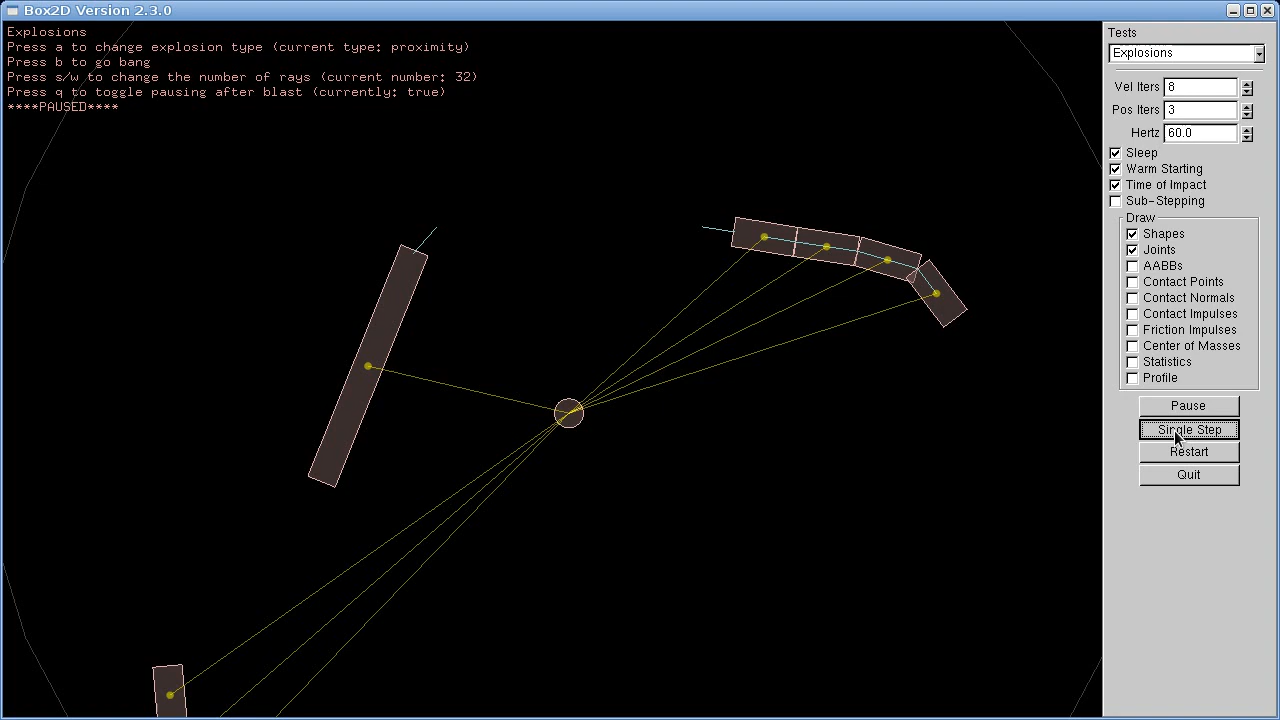 Box2D Version 2.3.0
Explosions
Press a to change explosion type (current type: proximity)
Press b to go bang
Press s/w to change the number of rays (current number: 32)
Press q to toggle pausing after blast (currently: true)
****PAUSED****
Tests
Explosions
Vel Iters 8
Pos Iters 3
Hertz 60.0
Sleep
Warm Starting
Time of Impact
Sub-Stepping
Draw
Shapes
Joints
AABBs
Contact Points
Contact Normals
Contact Impulses
Friction Impulses
Center of Masses
Statistics
Profile
Pause
Single Step
Restart
Quit